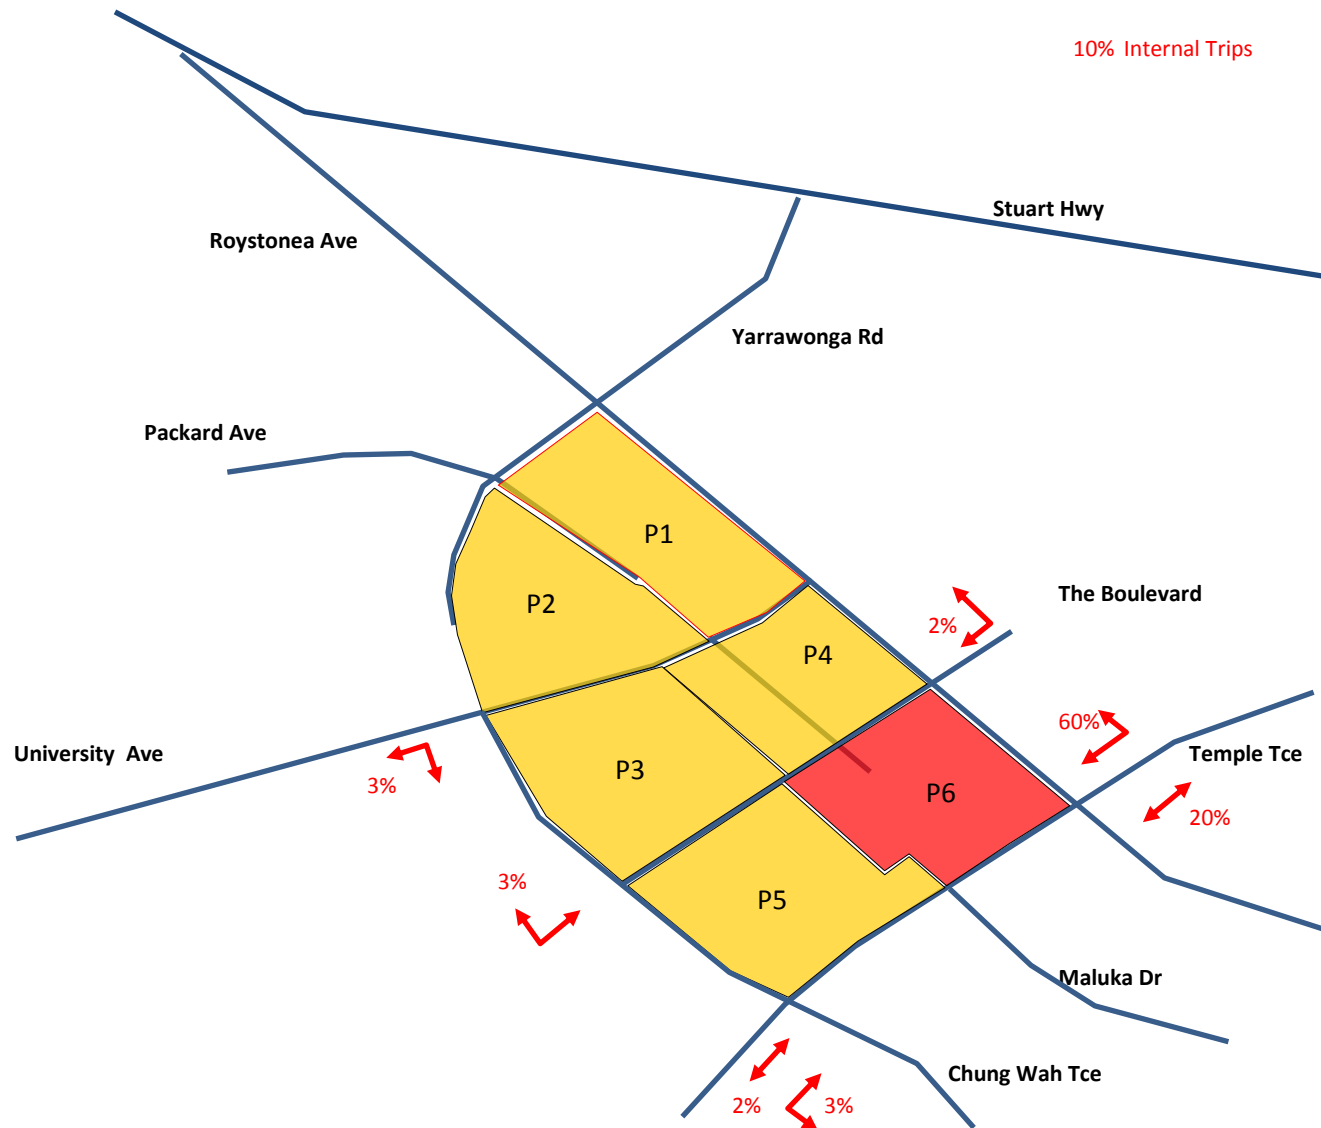 10% Internal Trips
Stuart Hwy
Roystonea Ave
Yarrawonga Rd
Packard Ave
P1
The Boulevard
P2
2%
P4
60%
University Ave
Temple Tce
P3
3%
P6
20%
3%
P5
Maluka Dr
Chung Wah Tce
2%
3%